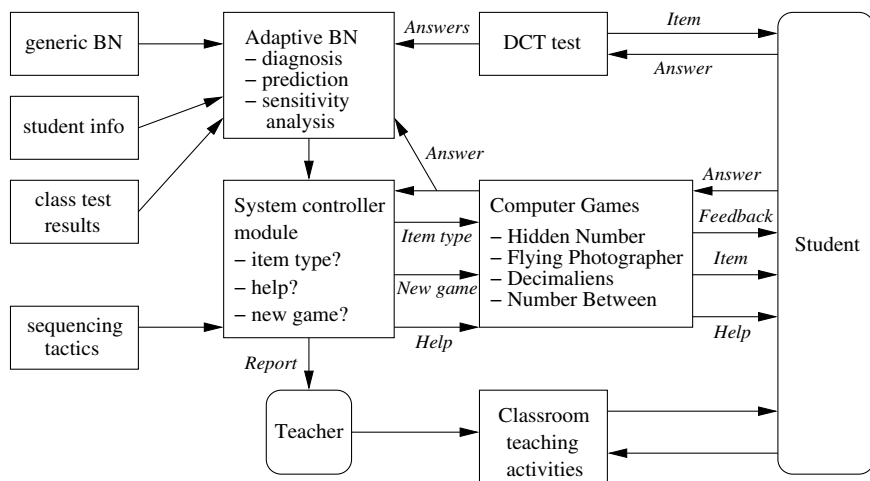 generic BN
student info
class test
results
sequencing
tactics
Adaptive BN
– diagnosis
– prediction
– sensitivity
analysis
Answers
DCT test
Item
Answer
Answer
System controller
module
- item type?
- help?
- new game?
Item type
New game
Help
Computer Games
– Hidden Number
– Flying Photographer
– Decimaliens
– Number Between
Answer
Feedback
Item
Help
Student
Report
Teacher
Classroom
teaching
activities